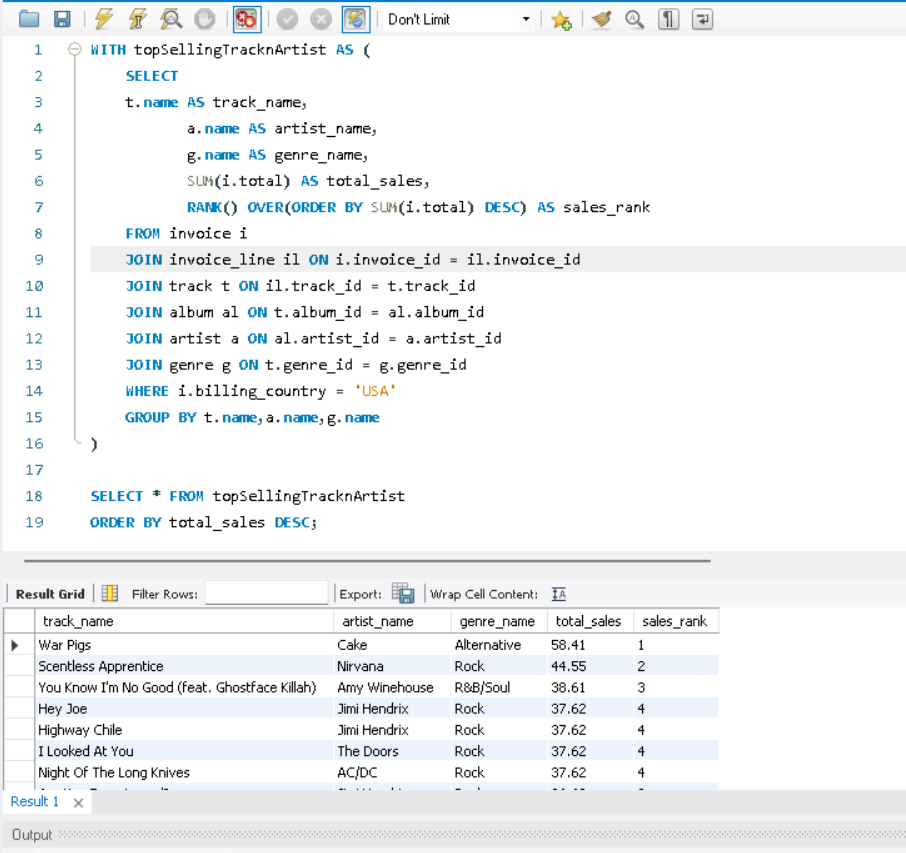 Don't Limit
1 WITH topSellingTracknArtist AS (
2 SELECT
3 t.name AS track_name,
4 a.name AS artist_name,
5 g.name AS genre_name,
6 SUM(i.total) AS total_sales,
7 RANK() OVER(ORDER BY SUM(i.total) DESC) AS sales_rank
8 FROM invoice i
9 JOIN invoice_line il ON i.invoice_id = il.invoice_id
10 JOIN track t ON il.track_id = t.track_id
11 JOIN album al ON t.album_id = al.album_id
12 JOIN artist a ON al.artist_id = a.artist_id
13 JOIN genre g ON t.genre_id = g.genre_id
14 WHERE i.billing_country = 'USA'
15 GROUP BY t.name,a.name,g.name
16 )
17
18 SELECT * FROM topSellingTracknArtist
19 ORDER BY total_sales DESC;
Result Grid Filter Rows: Export: Wrap Cell Content: IA
track_name artist_name genre_name total_sales sales_rank
War Pigs Cake Alternative 58.41 1
Scentless Apprentice Nirvana Rock 44.55 2
You Know I'm No Good (feat. Ghostface Killah) Amy Winehouse R&B/Soul 38.61 3
Hey Joe Jimi Hendrix Rock 37.62 4
Highway Chile Jimi Hendrix Rock 37.62 4
I Looked At You The Doors Rock 37.62 4
Night Of The Long Knives AC/DC Rock 37.62 4
Result 1
Output